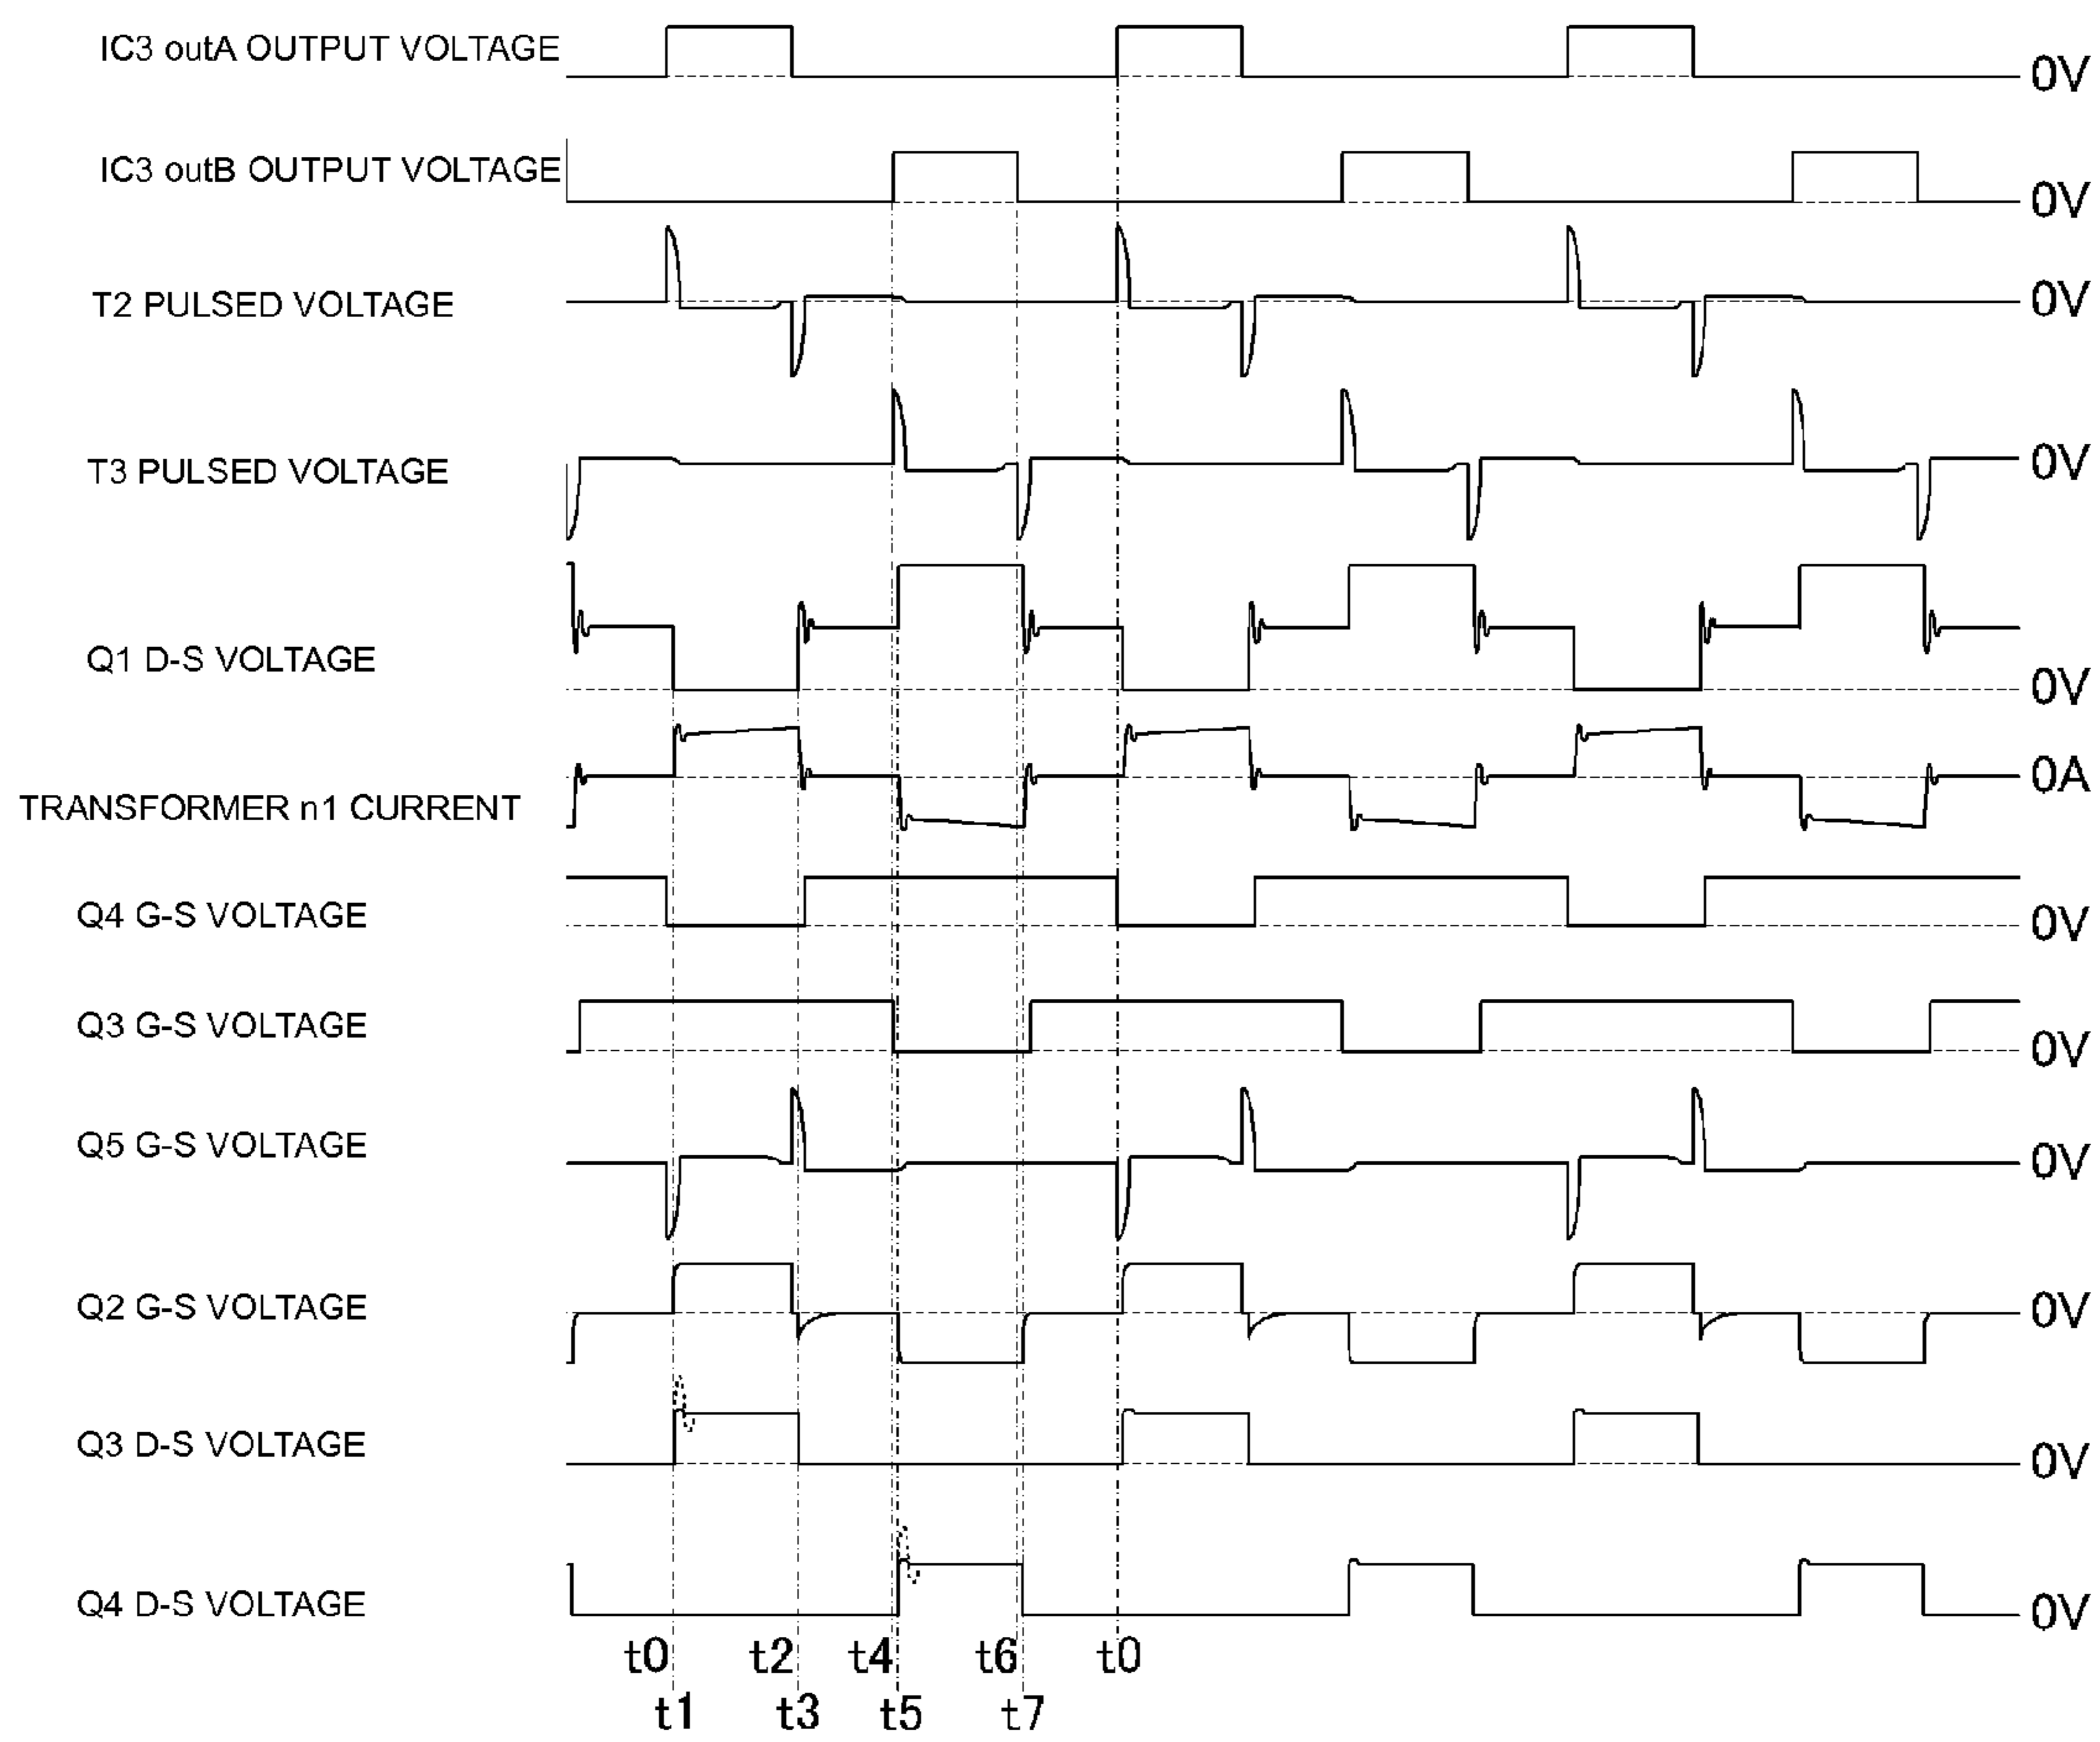 IC3 outA OUTPUT VOLTAGE 0V
IC3 outB OUTPUT VOLTAGE 0V
T2 PULSED VOLTAGE 0V
T3 PULSED VOLTAGE 0V
Q1 D-S VOLTAGE 0V
TRANSFORMER n1 CURRENT 0A
Q4 G-S VOLTAGE 0V
Q3 G-S VOLTAGE 0V
Q5 G-S VOLTAGE 0V
Q2 G-S VOLTAGE 0V
Q3 D-S VOLTAGE 0V
Q4 D-S VOLTAGE 0V
t0 t2 t4 t6 t0
t1 t3 t5 t7